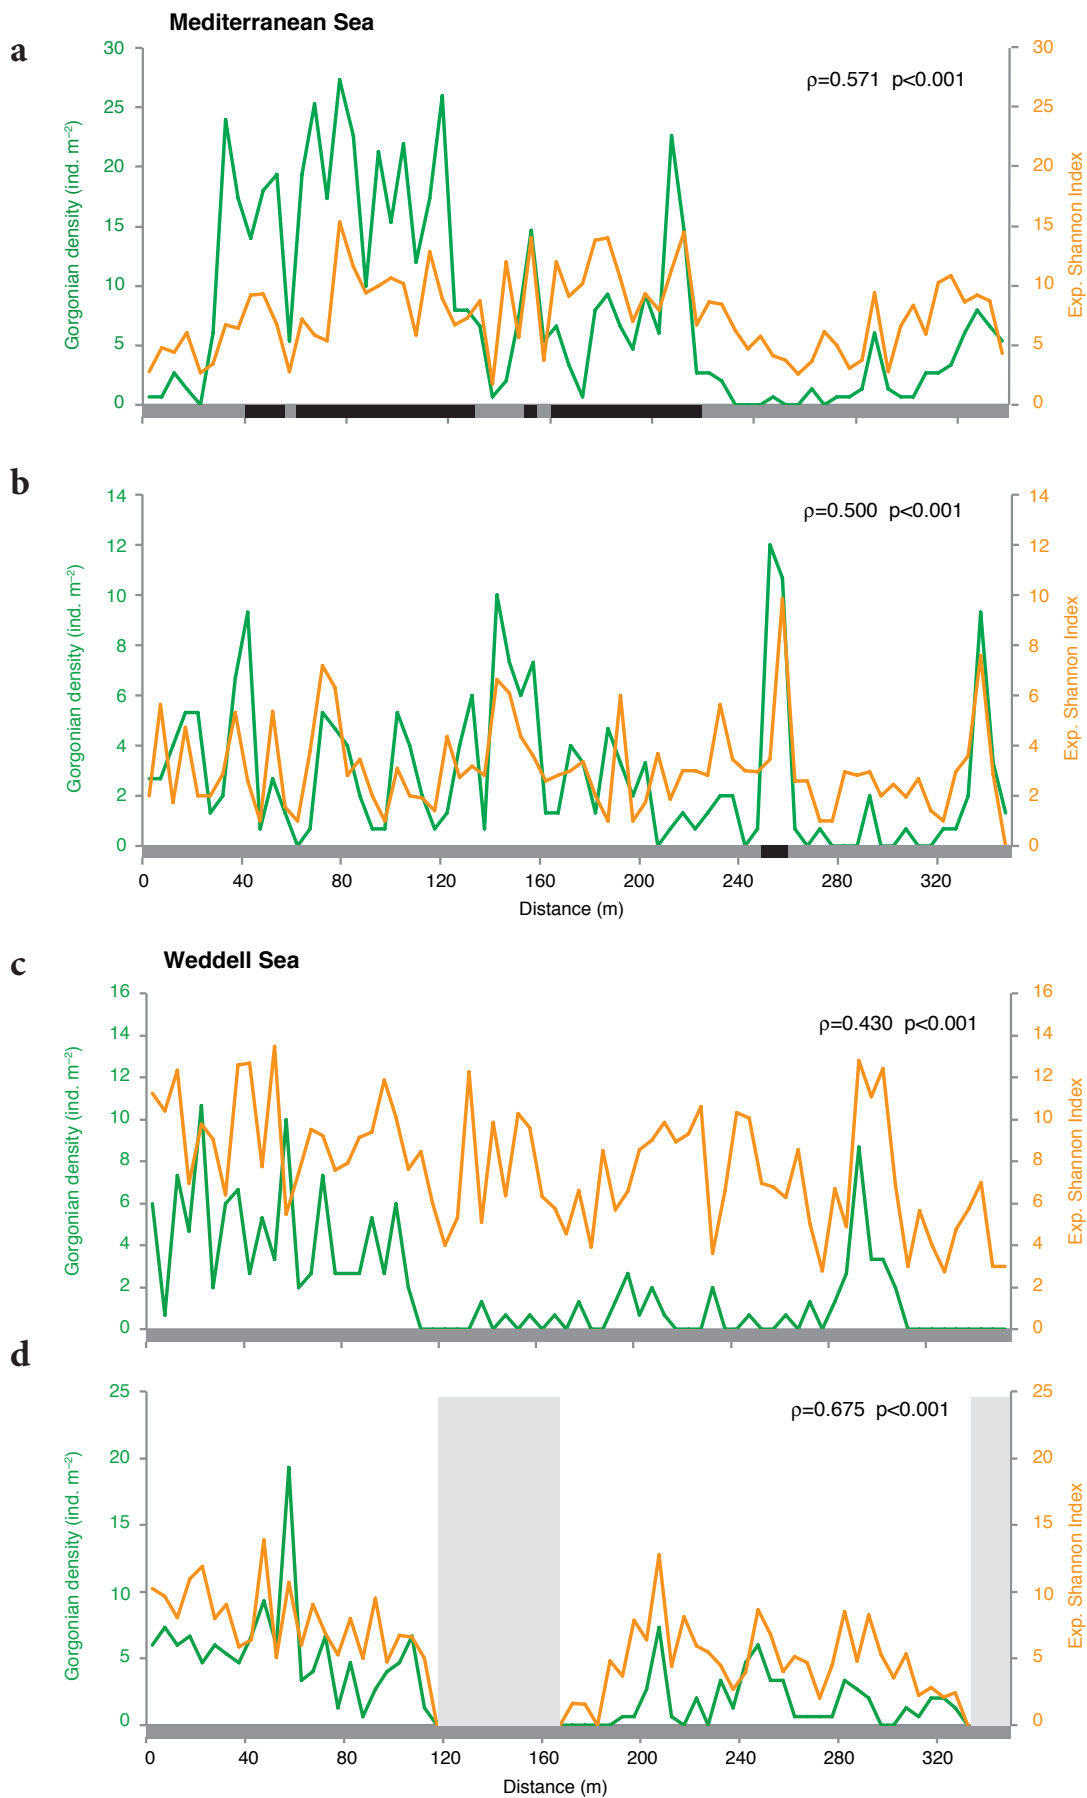 Mediterranean Sea
a
30
25
20
15
10
5
0
Gorgonian density (ind. m⁻²)
ρ=0.571 p<0.001
30
25
20
15
10
5
0
Exp. Shannon Index
b
14
12
10
8
6
4
2
0
Gorgonian density (ind. m⁻²)
ρ=0.500 p<0.001
14
12
10
8
6
4
2
0
Exp. Shannon Index
0 40 80 120 160 200 240 280 320
Distance (m)
Weddell Sea
c
16
14
12
10
8
6
4
2
0
Gorgonian density (ind. m⁻²)
ρ=0.430 p<0.001
16
14
12
10
8
6
4
2
0
Exp. Shannon Index
d
25
20
15
10
5
0
Gorgonian density (ind. m⁻²)
ρ=0.675 p<0.001
25
20
15
10
5
0
Exp. Shannon Index
0 40 80 120 160 200 240 280 320
Distance (m)